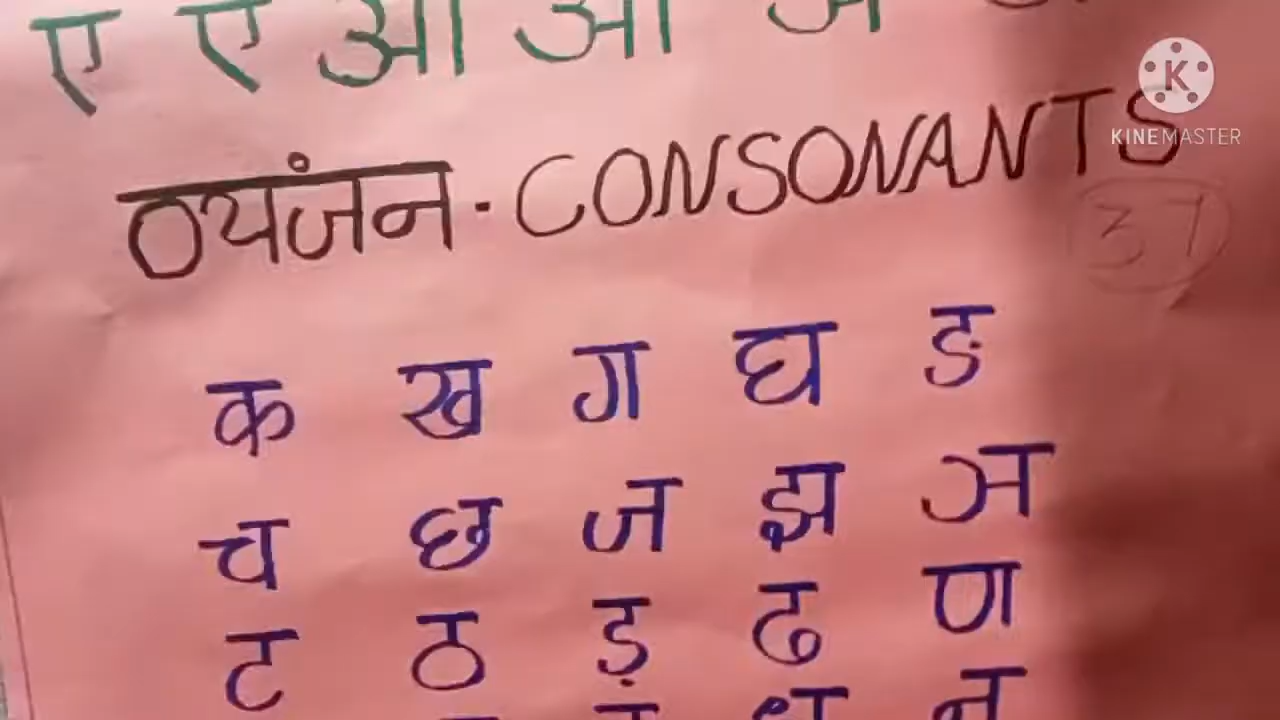 ए ऐ ओ औ
व्यंजन - CONSONANTS
37
क ख ग घ ङ
च छ ज झ ञ
ट ठ ड़ ढ ण
न
K
KINEMASTER